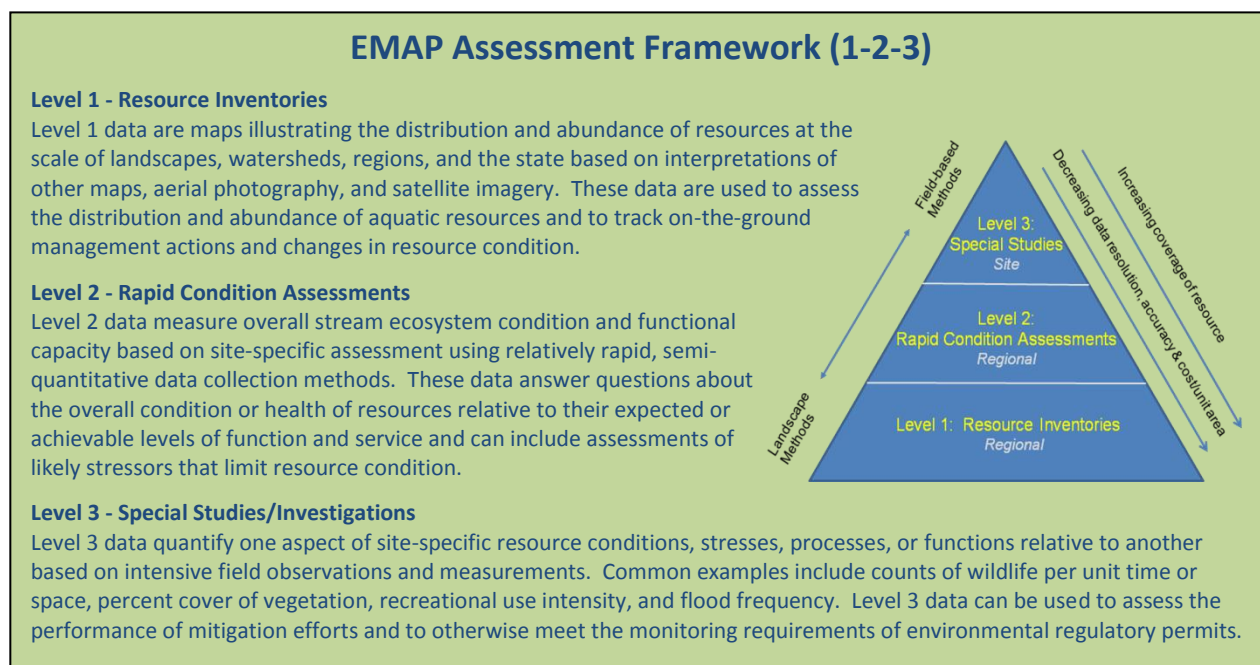 EMAP Assessment Framework (1-2-3)
Level 1 - Resource Inventories
Level 1 data are maps illustrating the distribution and abundance of resources at the
scale of landscapes, watersheds, regions, and the state based on interpretations of
other maps, aerial photography, and satellite imagery. These data are used to assess
the distribution and abundance of aquatic resources and to track on-the-ground
management actions and changes in resource condition.
Level 2 - Rapid Condition Assessments
Level 2 data measure overall stream ecosystem condition and functional
capacity based on site-specific assessment using relatively rapid, semi-
quantitative data collection methods. These data answer questions about
the overall condition or health of resources relative to their expected or
achievable levels of function and service and can include assessments of
likely stressors that limit resource condition.
Field-based
Methods
Landscape
Methods
Level 3:
Special Studies
Site
Level 2:
Rapid Condition Assessments
Regional
Level 1: Resource Inventories
Regional
Decreasing data resolution, accuracy & cost/unit area
Increasing coverage of resource
Level 3 - Special Studies/Investigations
Level 3 data quantify one aspect of site-specific resource conditions, stresses, processes, or functions relative to another
based on intensive field observations and measurements. Common examples include counts of wildlife per unit time or
space, percent cover of vegetation, recreational use intensity, and flood frequency. Level 3 data can be used to assess the
performance of mitigation efforts and to otherwise meet the monitoring requirements of environmental regulatory permits.